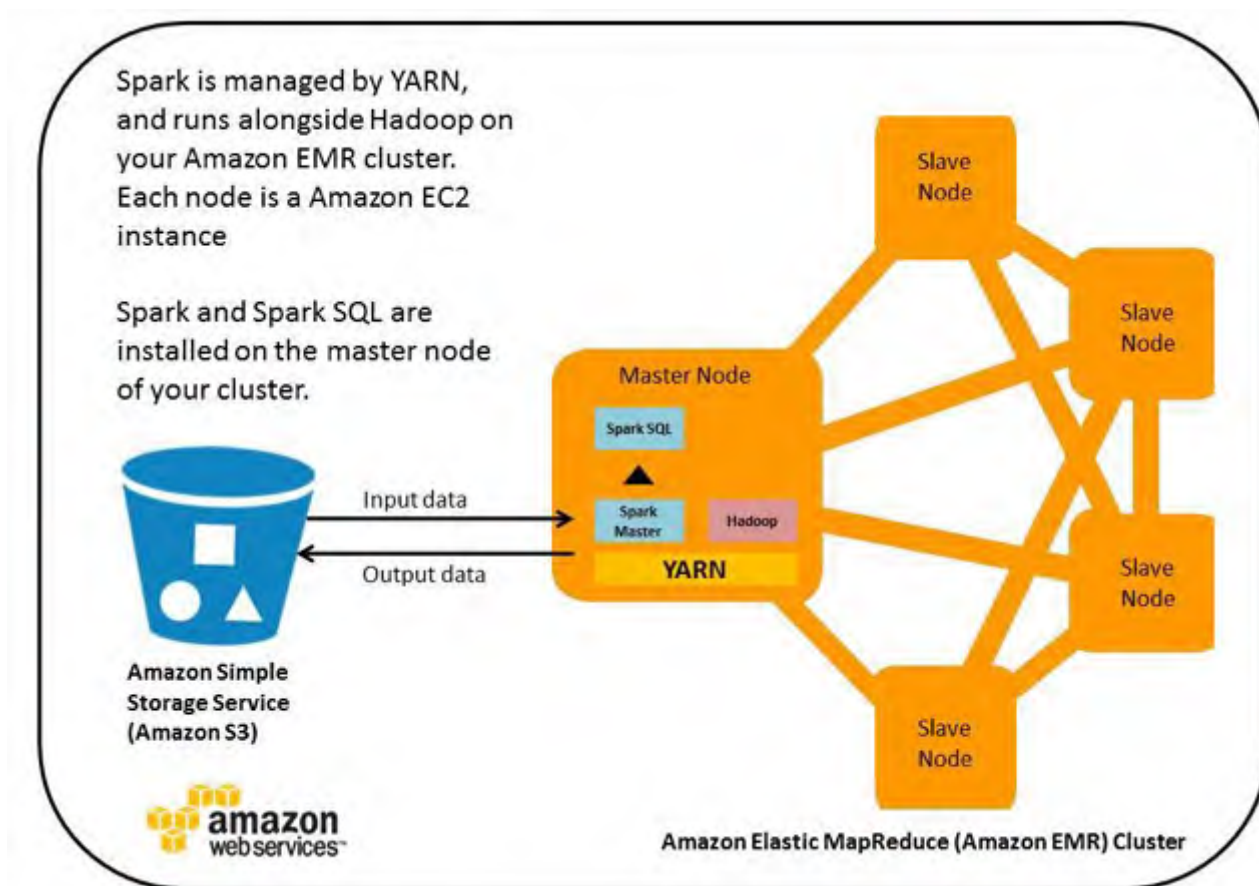 Spark is managed by YARN,
and runs alongside Hadoop on
your Amazon EMR cluster.
Each node is a Amazon EC2
instance
Spark and Spark SQL are
installed on the master node
of your cluster.
Slave
Node
Slave
Node
Master Node
Spark SQL
Input data
Spark
Master
Hadoop
Output data
YARN
Slave
Node
Amazon Simple
Storage Service
(Amazon S3)
Slave
Node
amazon
webservices™
Amazon Elastic MapReduce (Amazon EMR) Cluster